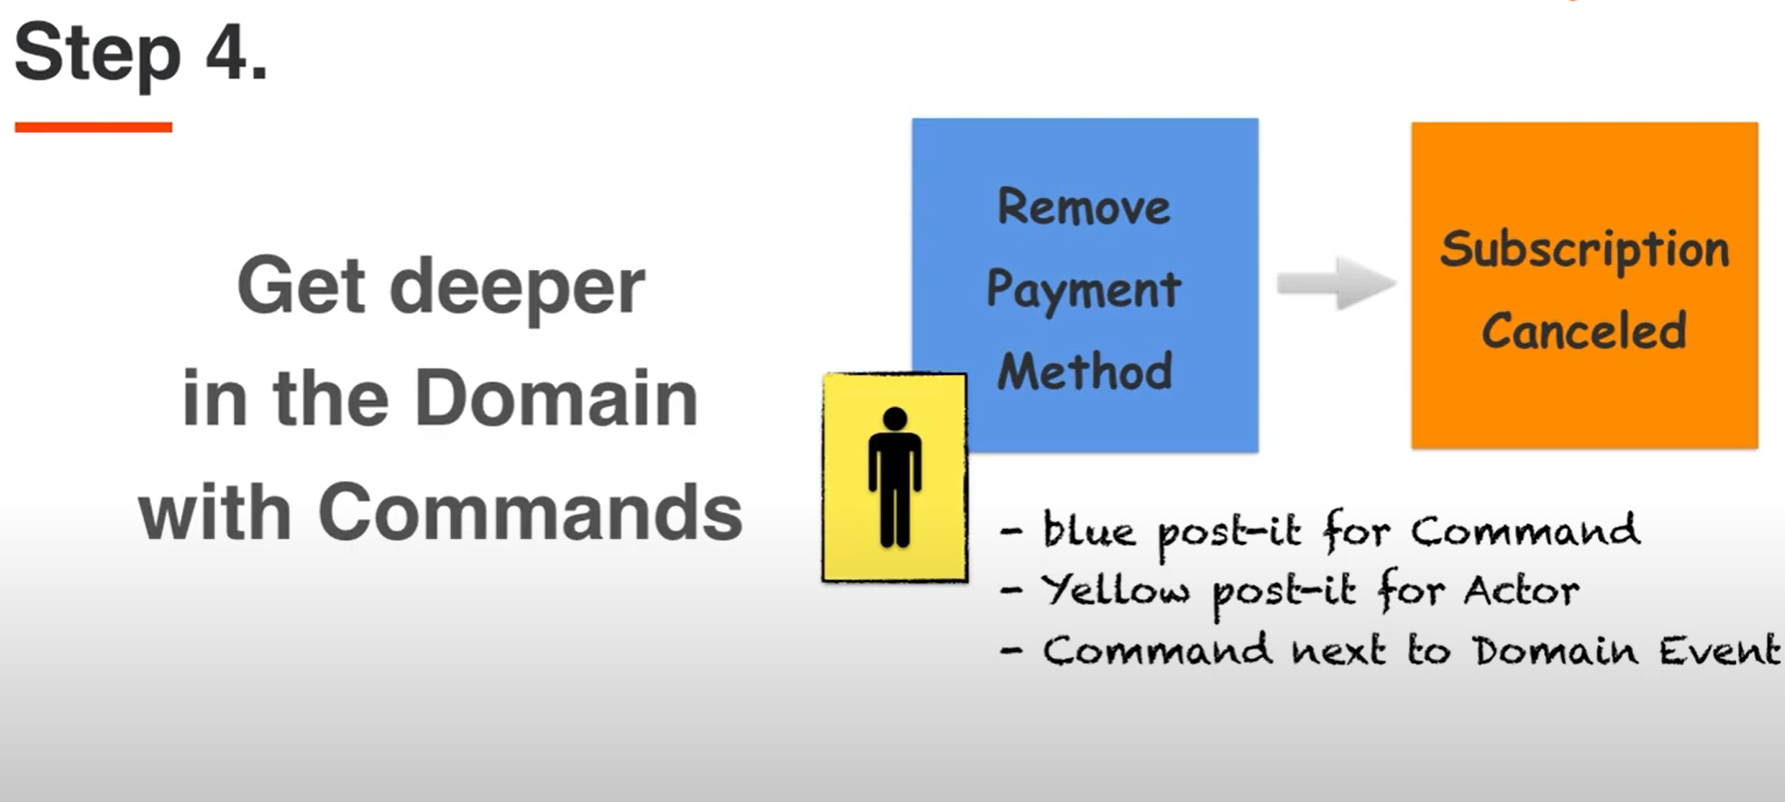 Step 4.
Get deeper
in the Domain
with Commands
Remove
Payment
Method
Subscription
Canceled
- blue post-it for Command
- Yellow post-it for Actor
- Command next to Domain Event